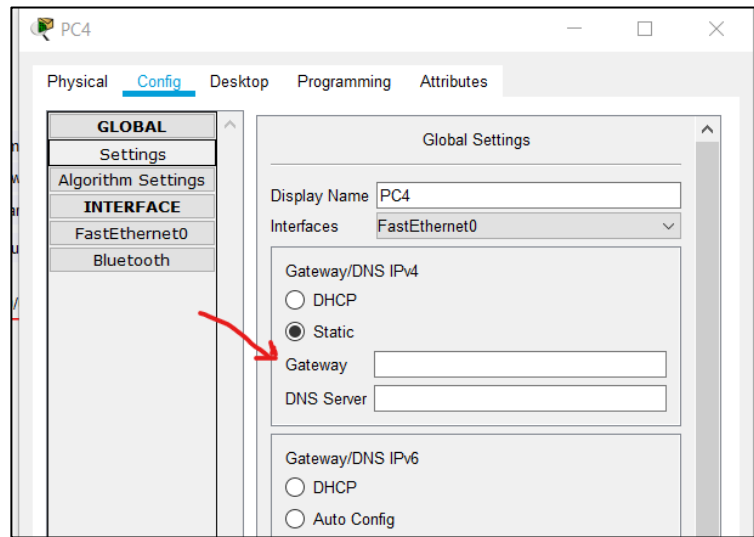 PC4
Physical Config Desktop Programming Attributes
GLOBAL
Settings
Algorithm Settings
INTERFACE
FastEthernet0
Bluetooth
Global Settings
Display Name PC4
Interfaces FastEthernet0
Gateway/DNS IPv4
DHCP
Static
Gateway
DNS Server
Gateway/DNS IPv6
DHCP
Auto Config